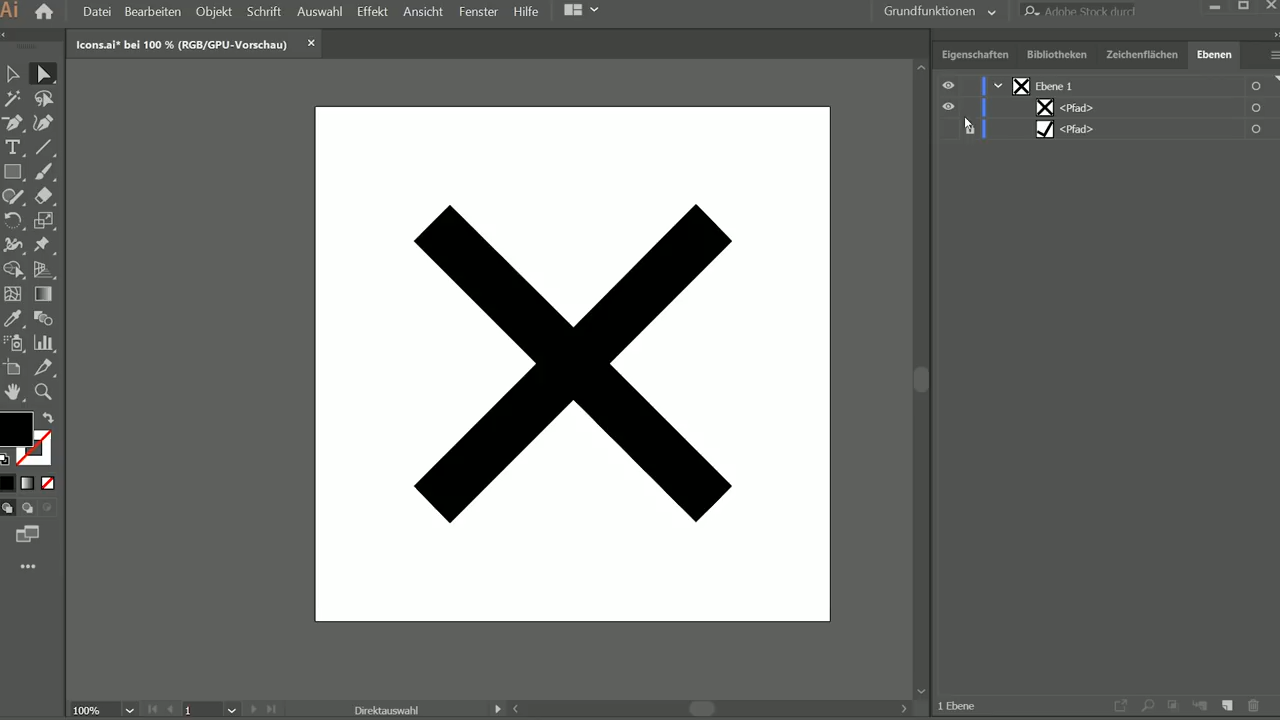 Ai
Datei Bearbeiten Objekt Schrift Auswahl Effekt Ansicht Fenster Hilfe
Grundfunktionen
Adobe Stock durch
Icons.ai* bei 100 % (RGB/GPU-Vorschau)
Eigenschaften Bibliotheken Zeichenflächen Ebenen
Ebene 1
<Pfad>
<Pfad>
100%
1
Direktauswahl
1 Ebene